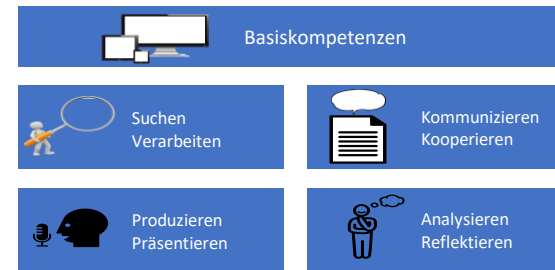 Basiskompetenzen
Suchen
Verarbeiten
Kommunizieren
Kooperieren
Produzieren
Präsentieren
Analysieren
Reflektieren